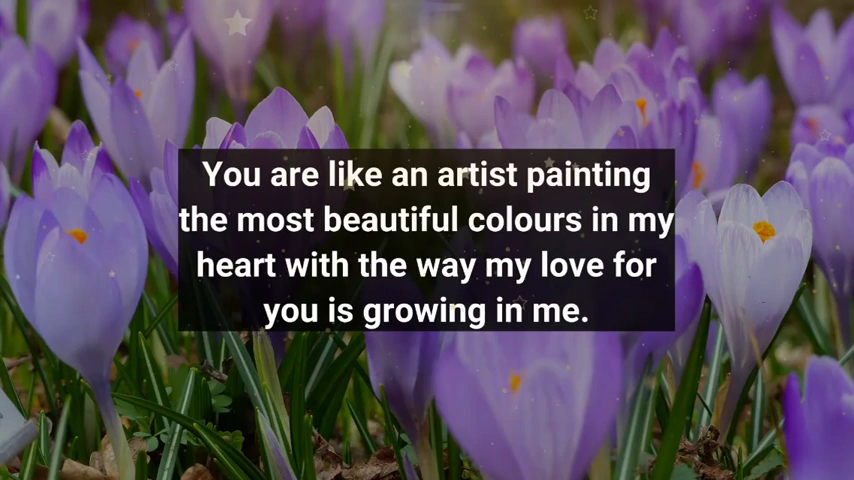 You are like an artist painting
the most beautiful colours in my
heart with the way my love for
you is growing in me.